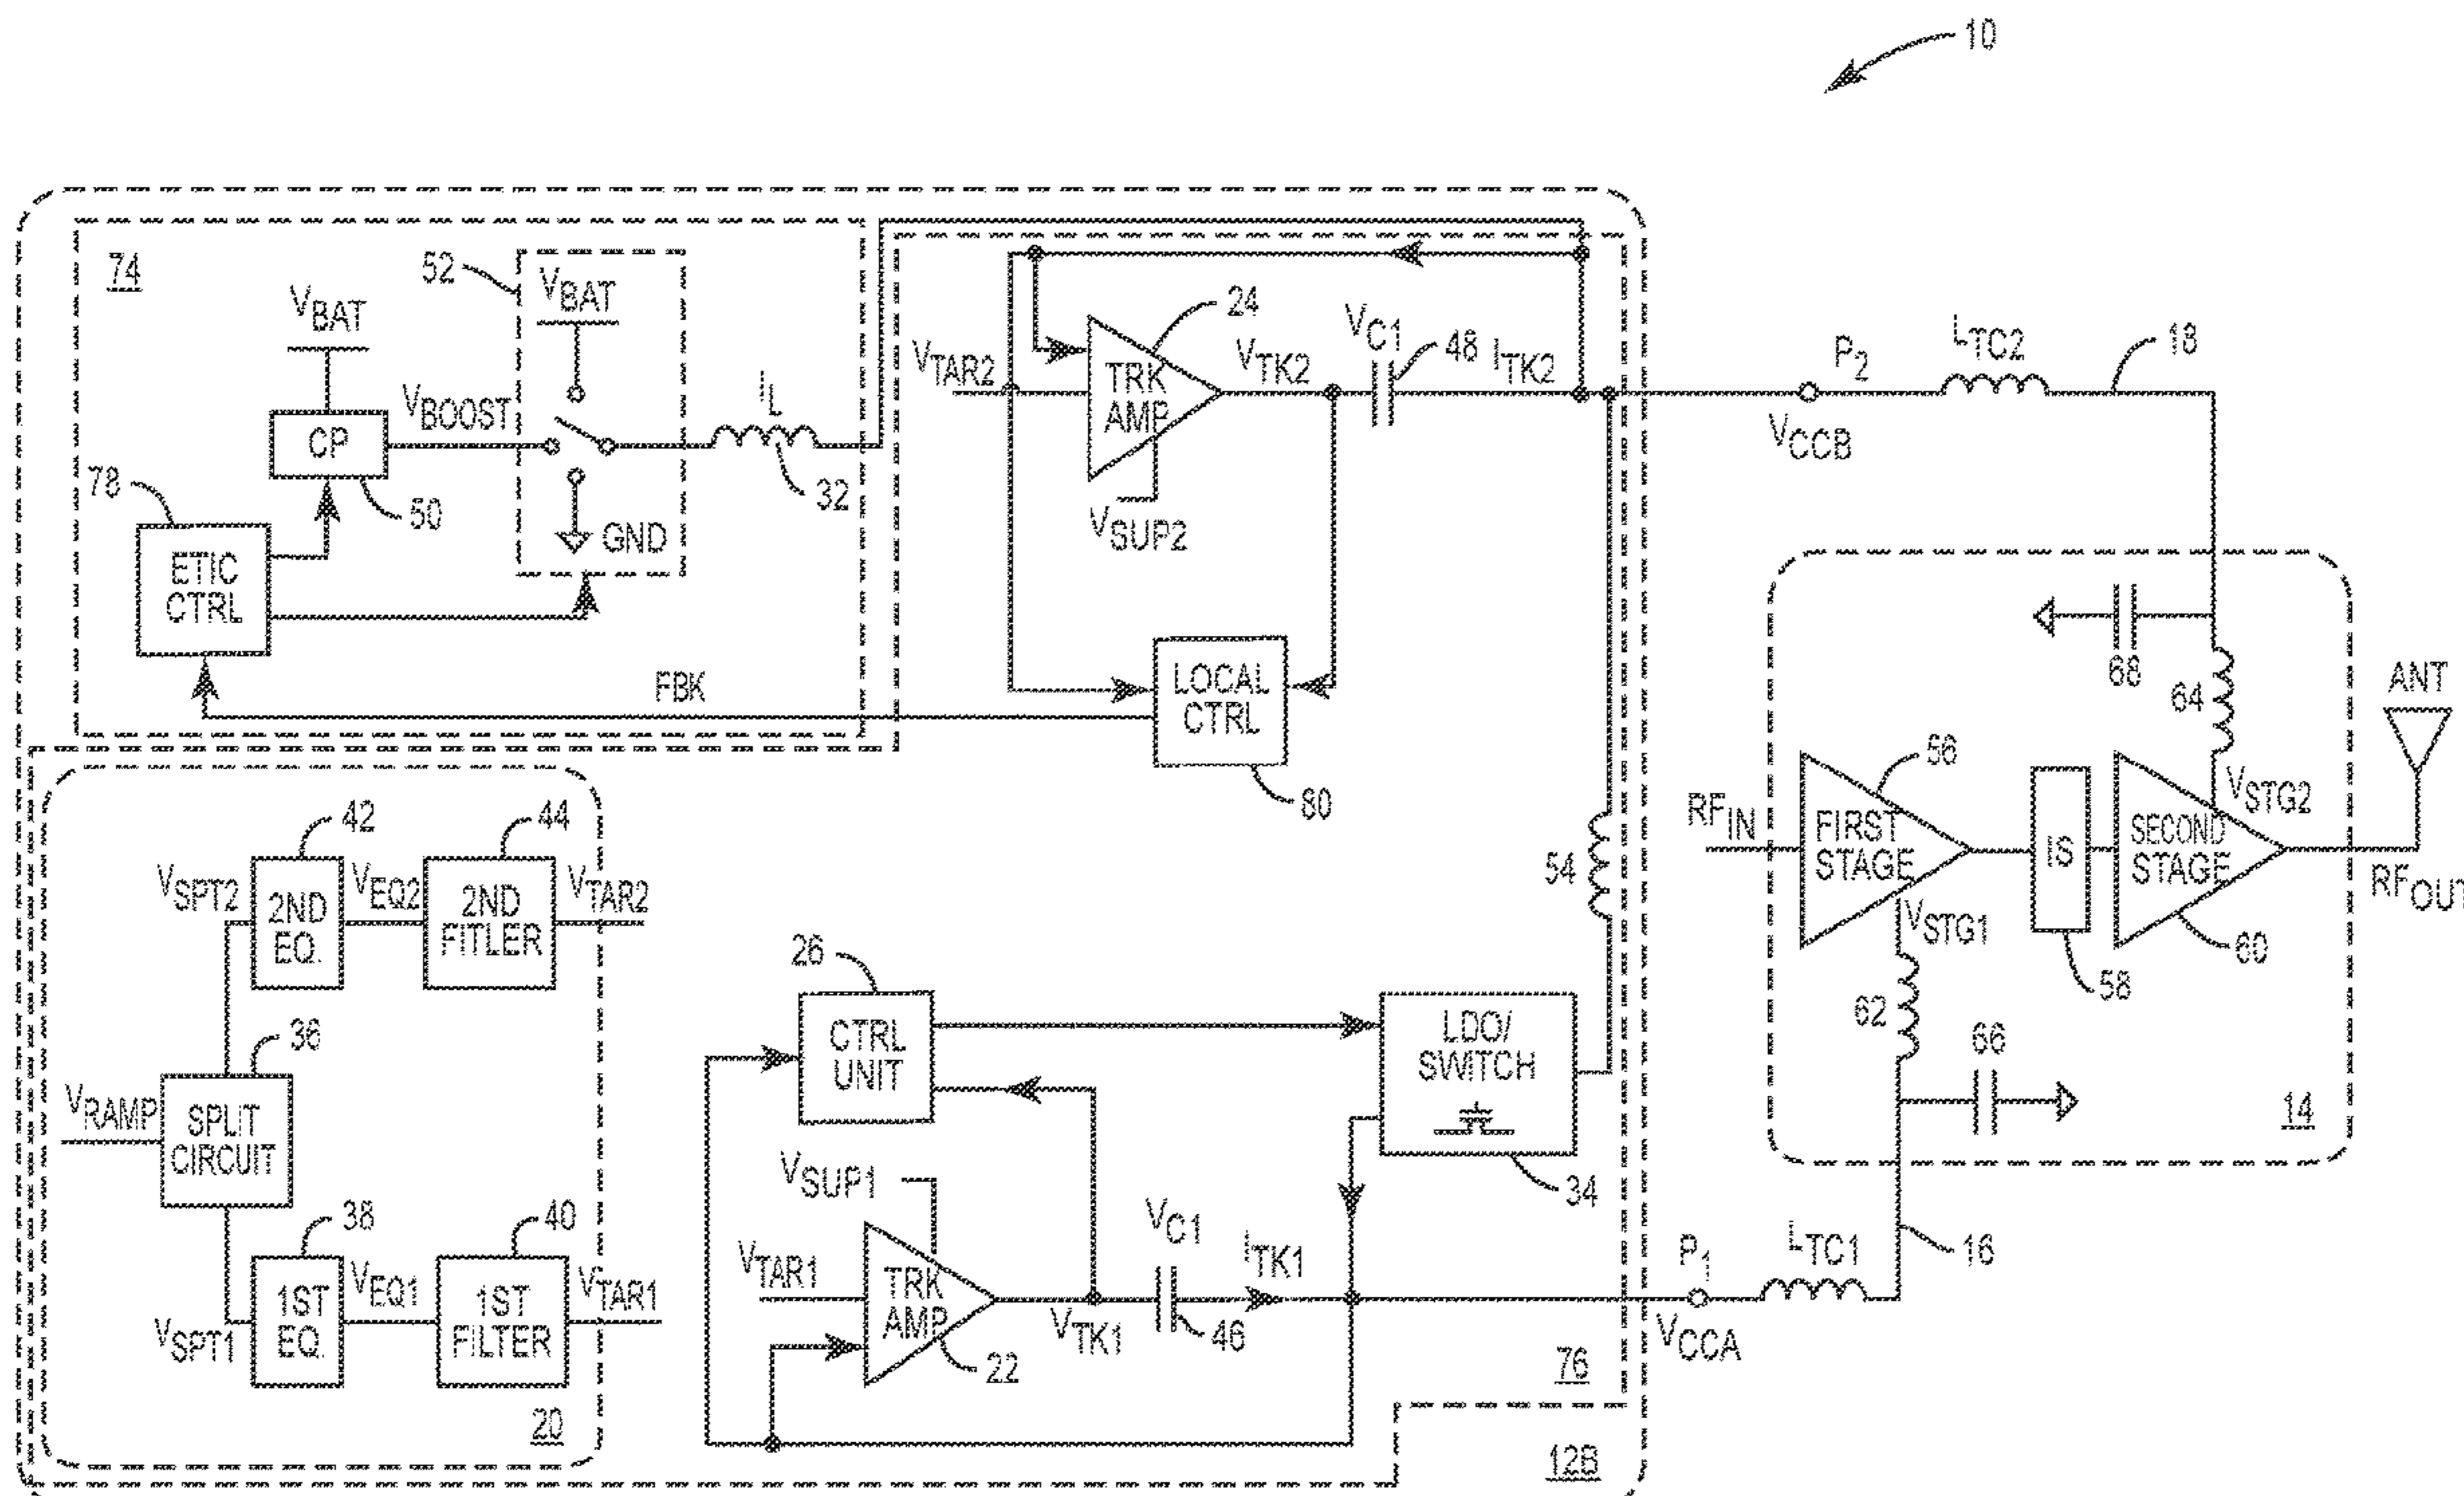 10
74
52
VBAT
VBAT
CP
VBOOST
IL
32
50
78
ETIC
CTRL
GND
FBK
VTAR2
TRK
AMP
24
VTK2
VC1
48
ITK2
VSUP2
LOCAL
CTRL
80
P2
VCCB
LTC2
18
68
64
ANT
RFIN
FIRST
STAGE
56
IS
58
SECOND
STAGE
60
VSTG2
RFOUT
VSTG1
62
66
14
54
42
44
VSPT2
2ND
EQ.
VEQ2
2ND
FITLER
VTAR2
36
VRAMP
SPLIT
CIRCUIT
38
40
VSPT1
1ST
EQ.
VEQ1
1ST
FILTER
VTAR1
20
26
CTRL
UNIT
LDO/
SWITCH
34
VSUP1
VTAR1
TRK
AMP
22
VTK1
VC1
46
ITK1
76
12B
P1
VCCA
LTC1
16